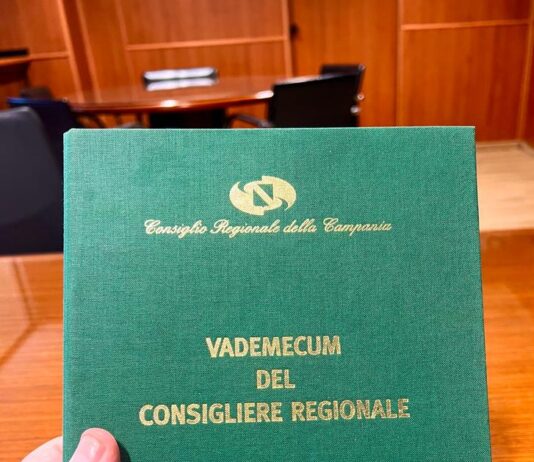 Consiglio Regionale della Campania
VADEMECUM
DEL
CONSIGLIERE REGIONALE